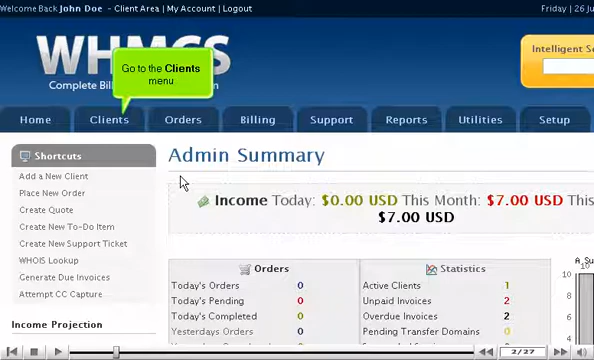 Welcome Back John Doe - Client Area | My Account | Logout
Friday | 26 Ju
WHMCS
Complete Bil
Go to the Clients
menu
Intelligent Se
Home Clients Orders Billing Support Reports Utilities Setup
Shortcuts
Add a New Client
Place New Order
Create Quote
Create New To-Do Item
Create New Support Ticket
WHOIS Lookup
Generate Due Invoices
Attempt CC Capture
Income Projection
Admin Summary
Income Today: $0.00 USD This Month: $7.00 USD This
$7.00 USD
Orders
Today's Orders 0
Today's Pending 0
Today's Completed 0
Yesterdays Orders 0
Statistics
Active Clients 1
Unpaid Invoices 2
Overdue Invoices 2
Pending Transfer Domains 0
A Su
10
10
8
6
2/27